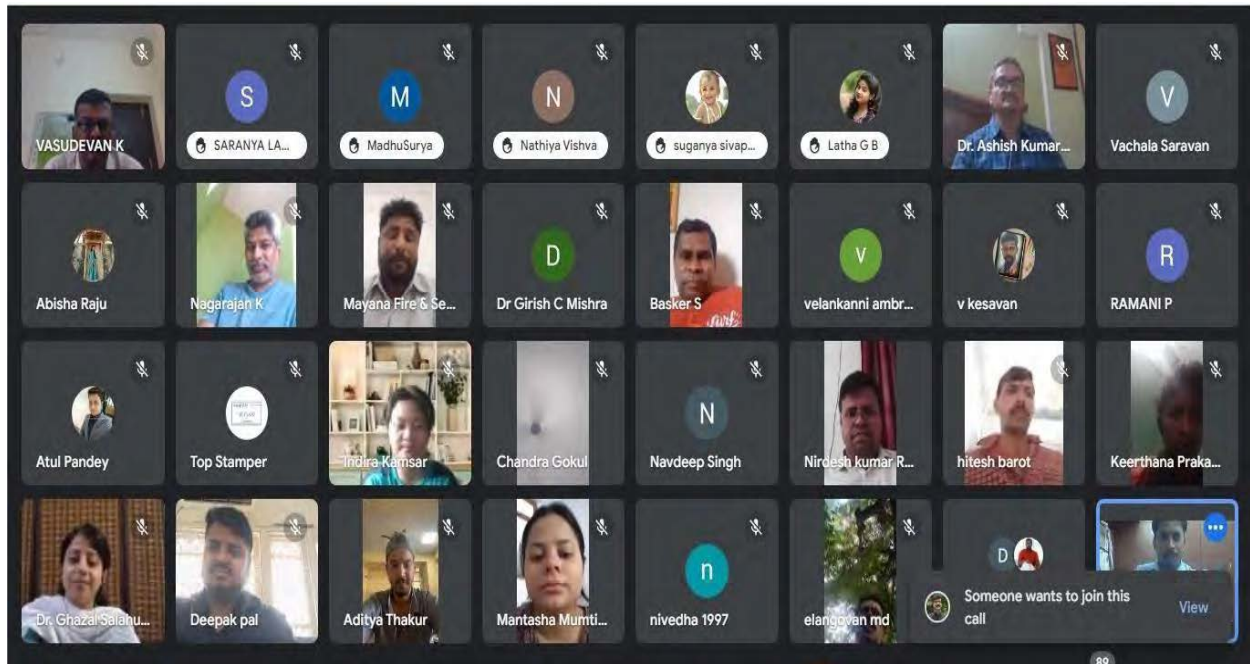 VASUDEVAN K
S
SARANYA LA...
M
MadhuSurya
N
Nathiya Vishva
suganya sivap...
Latha G B
Dr. Ashish Kumar...
V
Vachala Saravan
Abisha Raju
Nagarajan K
Mayana Fire & Se...
D
Dr Girish C Mishra
Basker S
v
velankanni ambr...
v kesavan
R
RAMANI P
Atul Pandey
Top Stamper
Indira Kamsar
Chandra Gokul
N
Navdeep Singh
Nirdesh kumar R...
hitesh barot
Keerthana Praka...
Dr. Ghazal Salahu...
Deepak pal
Aditya Thakur
Mantasha Mumti...
n
nivedha 1997
elangovan md
D
Someone wants to join this
call
View
89